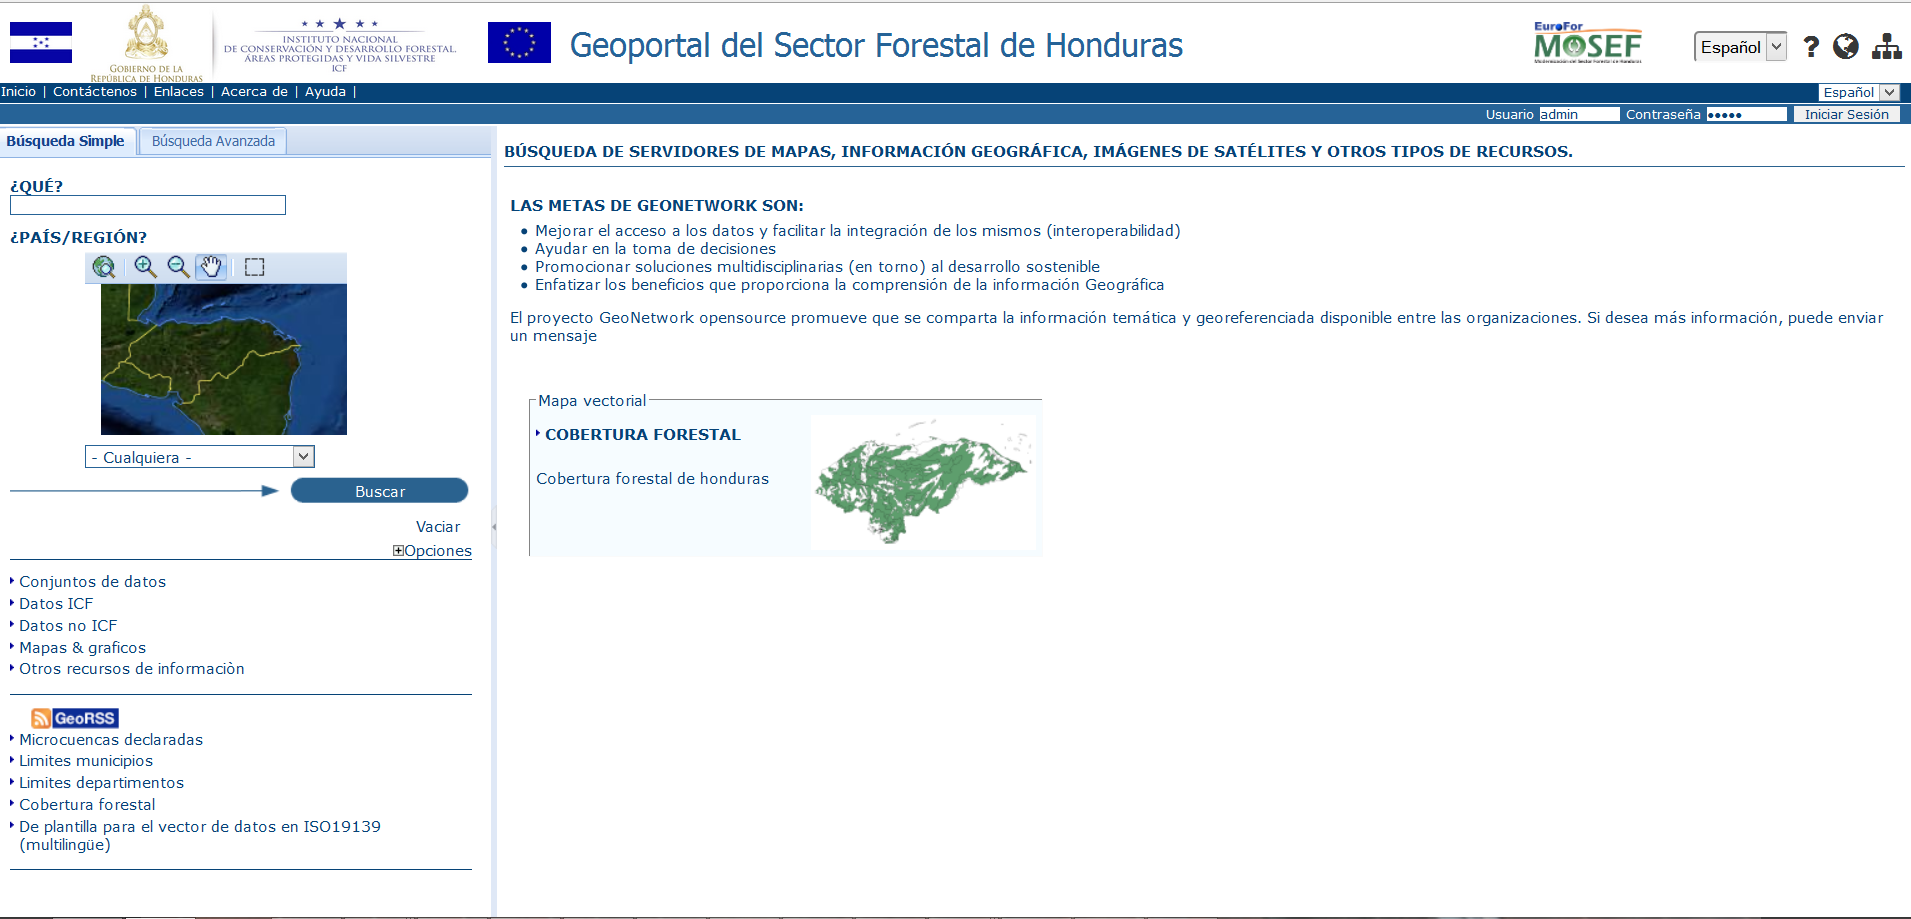 GOBIERNO DE LA
REPÚBLICA DE HONDURAS
INSTITUTO NACIONAL
DE CONSERVACIÓN Y DESARROLLO FORESTAL,
ÁREAS PROTEGIDAS Y VIDA SILVESTRE
ICF
Geoportal del Sector Forestal de Honduras
EuroFor
MOSEF
Modernización del Sector Forestal de Honduras
Español
?
Inicio | Contáctenos | Enlaces | Acerca de | Ayuda |
Español
Usuario admin Contraseña ●●●●● Iniciar Sesión
Búsqueda Simple Búsqueda Avanzada
¿QUÉ?
¿PAÍS/REGIÓN?
- Cualquiera -
Buscar
Vaciar
Opciones
Conjuntos de datos
Datos ICF
Datos no ICF
Mapas & graficos
Otros recursos de informaciòn
GeoRSS
Microcuencas declaradas
Limites municipios
Limites departimentos
Cobertura forestal
De plantilla para el vector de datos en ISO19139
(multilingüe)
BÚSQUEDA DE SERVIDORES DE MAPAS, INFORMACIÓN GEOGRÁFICA, IMÁGENES DE SATÉLITES Y OTROS TIPOS DE RECURSOS.
LAS METAS DE GEONETWORK SON:
• Mejorar el acceso a los datos y facilitar la integración de los mismos (interoperabilidad)
• Ayudar en la toma de decisiones
• Promocionar soluciones multidisciplinarias (en torno) al desarrollo sostenible
• Enfatizar los beneficios que proporciona la comprensión de la información Geográfica
El proyecto GeoNetwork opensource promueve que se comparta la información temática y georeferenciada disponible entre las organizaciones. Si desea más información, puede enviar
un mensaje
Mapa vectorial
COBERTURA FORESTAL
Cobertura forestal de honduras